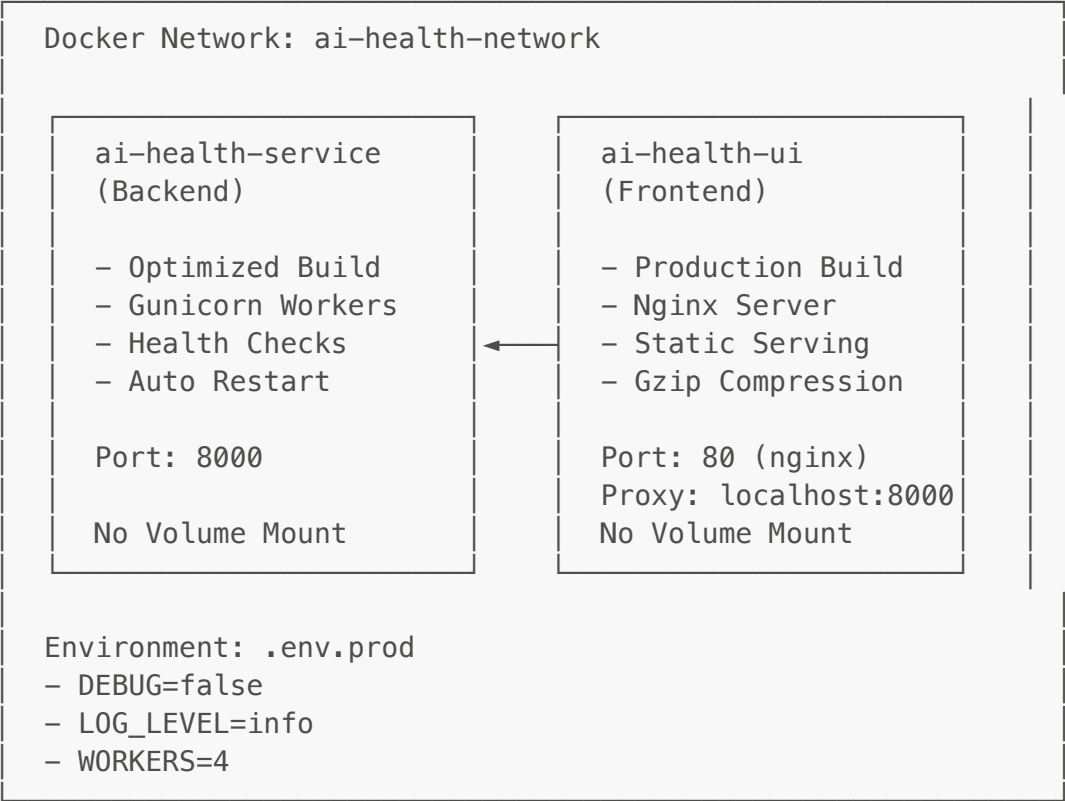 Docker Network: ai-health-network
ai-health-service
(Backend)
- Optimized Build
- Gunicorn Workers
- Health Checks
- Auto Restart
Port: 8000
No Volume Mount
ai-health-ui
(Frontend)
- Production Build
- Nginx Server
- Static Serving
- Gzip Compression
Port: 80 (nginx)
Proxy: localhost:8000
No Volume Mount
Environment: .env.prod
- DEBUG=false
- LOG_LEVEL=info
- WORKERS=4